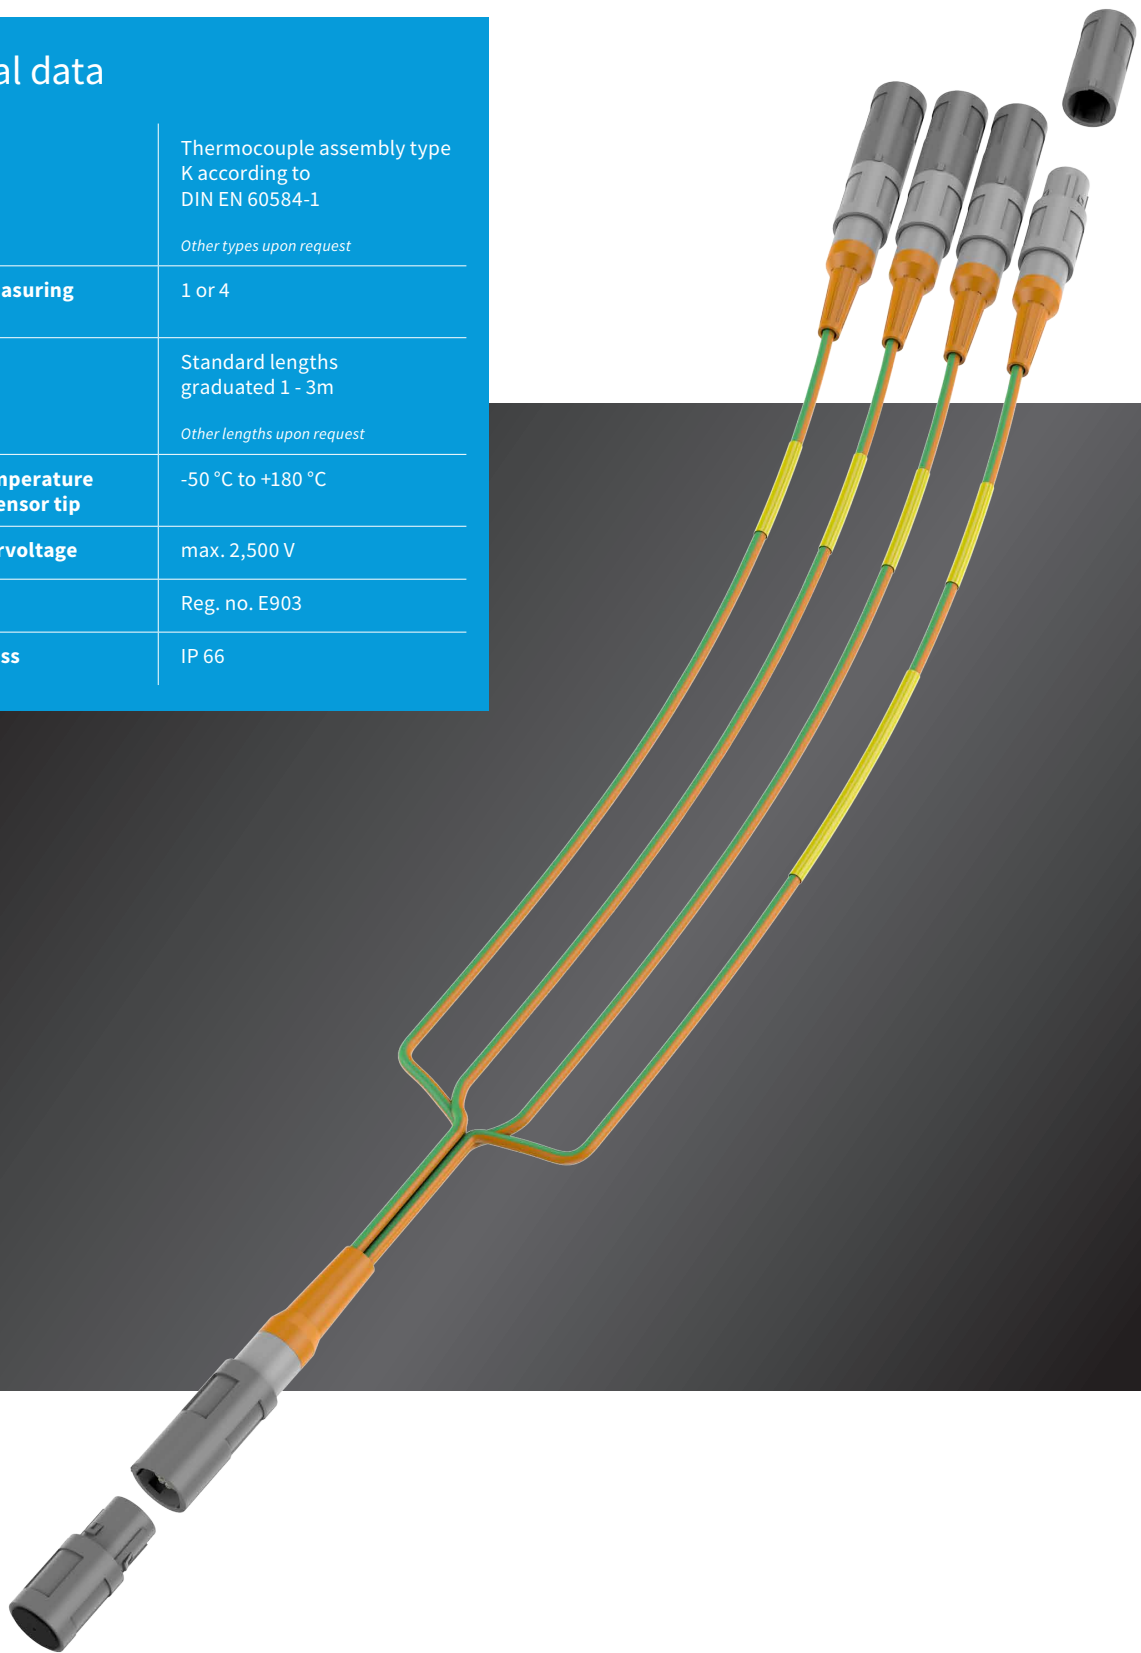 al data
Thermocouple assembly type
K according to
DIN EN 60584-1
Other types upon request
asuring
1 or 4
Standard lengths
graduated 1 - 3m
Other lengths upon request
nperature
ensor tip
-50 °C to +180 °C
rvoltage
max. 2,500 V
Reg. no. E903
ss
IP 66